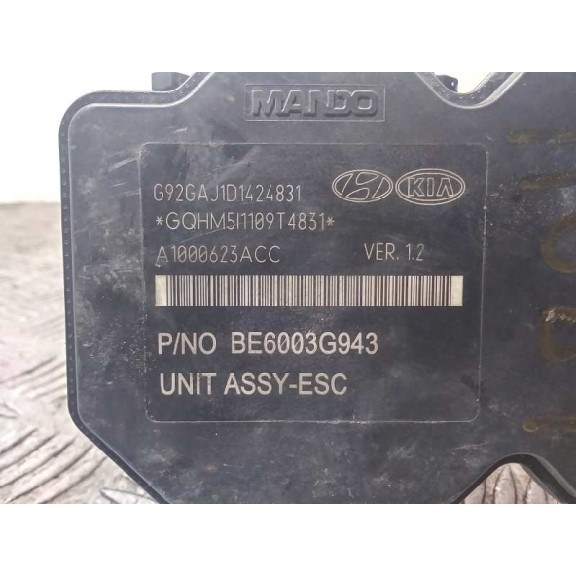 MANDO
G92GAJ1D1424831
*GQHM5I1109T4831*
KIA
A1000623ACC VER. 1.2
P/NO BE6003G943
UNIT ASSY-ESC